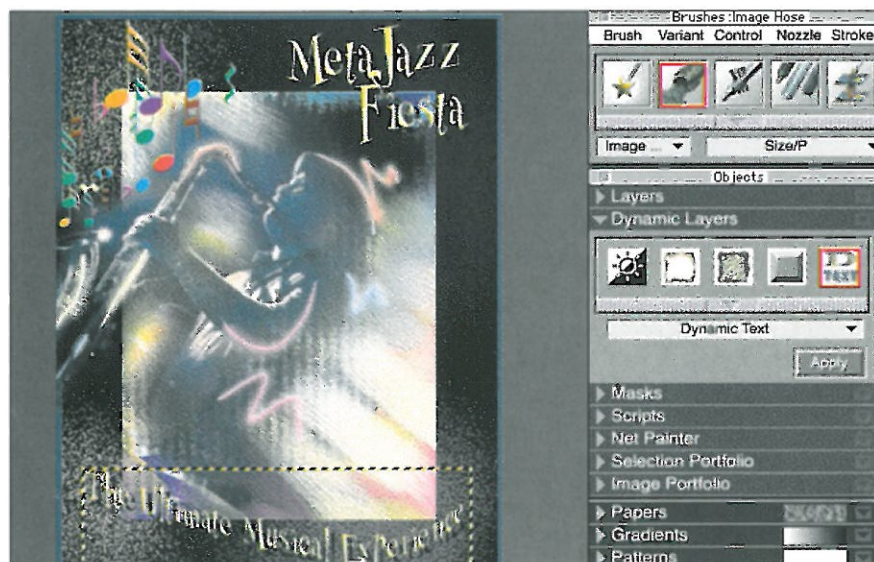 MetaJazz
Fiesta
The Ultimate Musical Experience
Brushes:Image Hose
Brush Variant Control Nozzle Stroke
Image ... Size/P
Objects
Layers
Dynamic Layers
TEXT
Dynamic Text
Apply
Masks
Scripts
Net Painter
Selection Portfolio
Image Portfolio
Papers
Gradients
Patterns